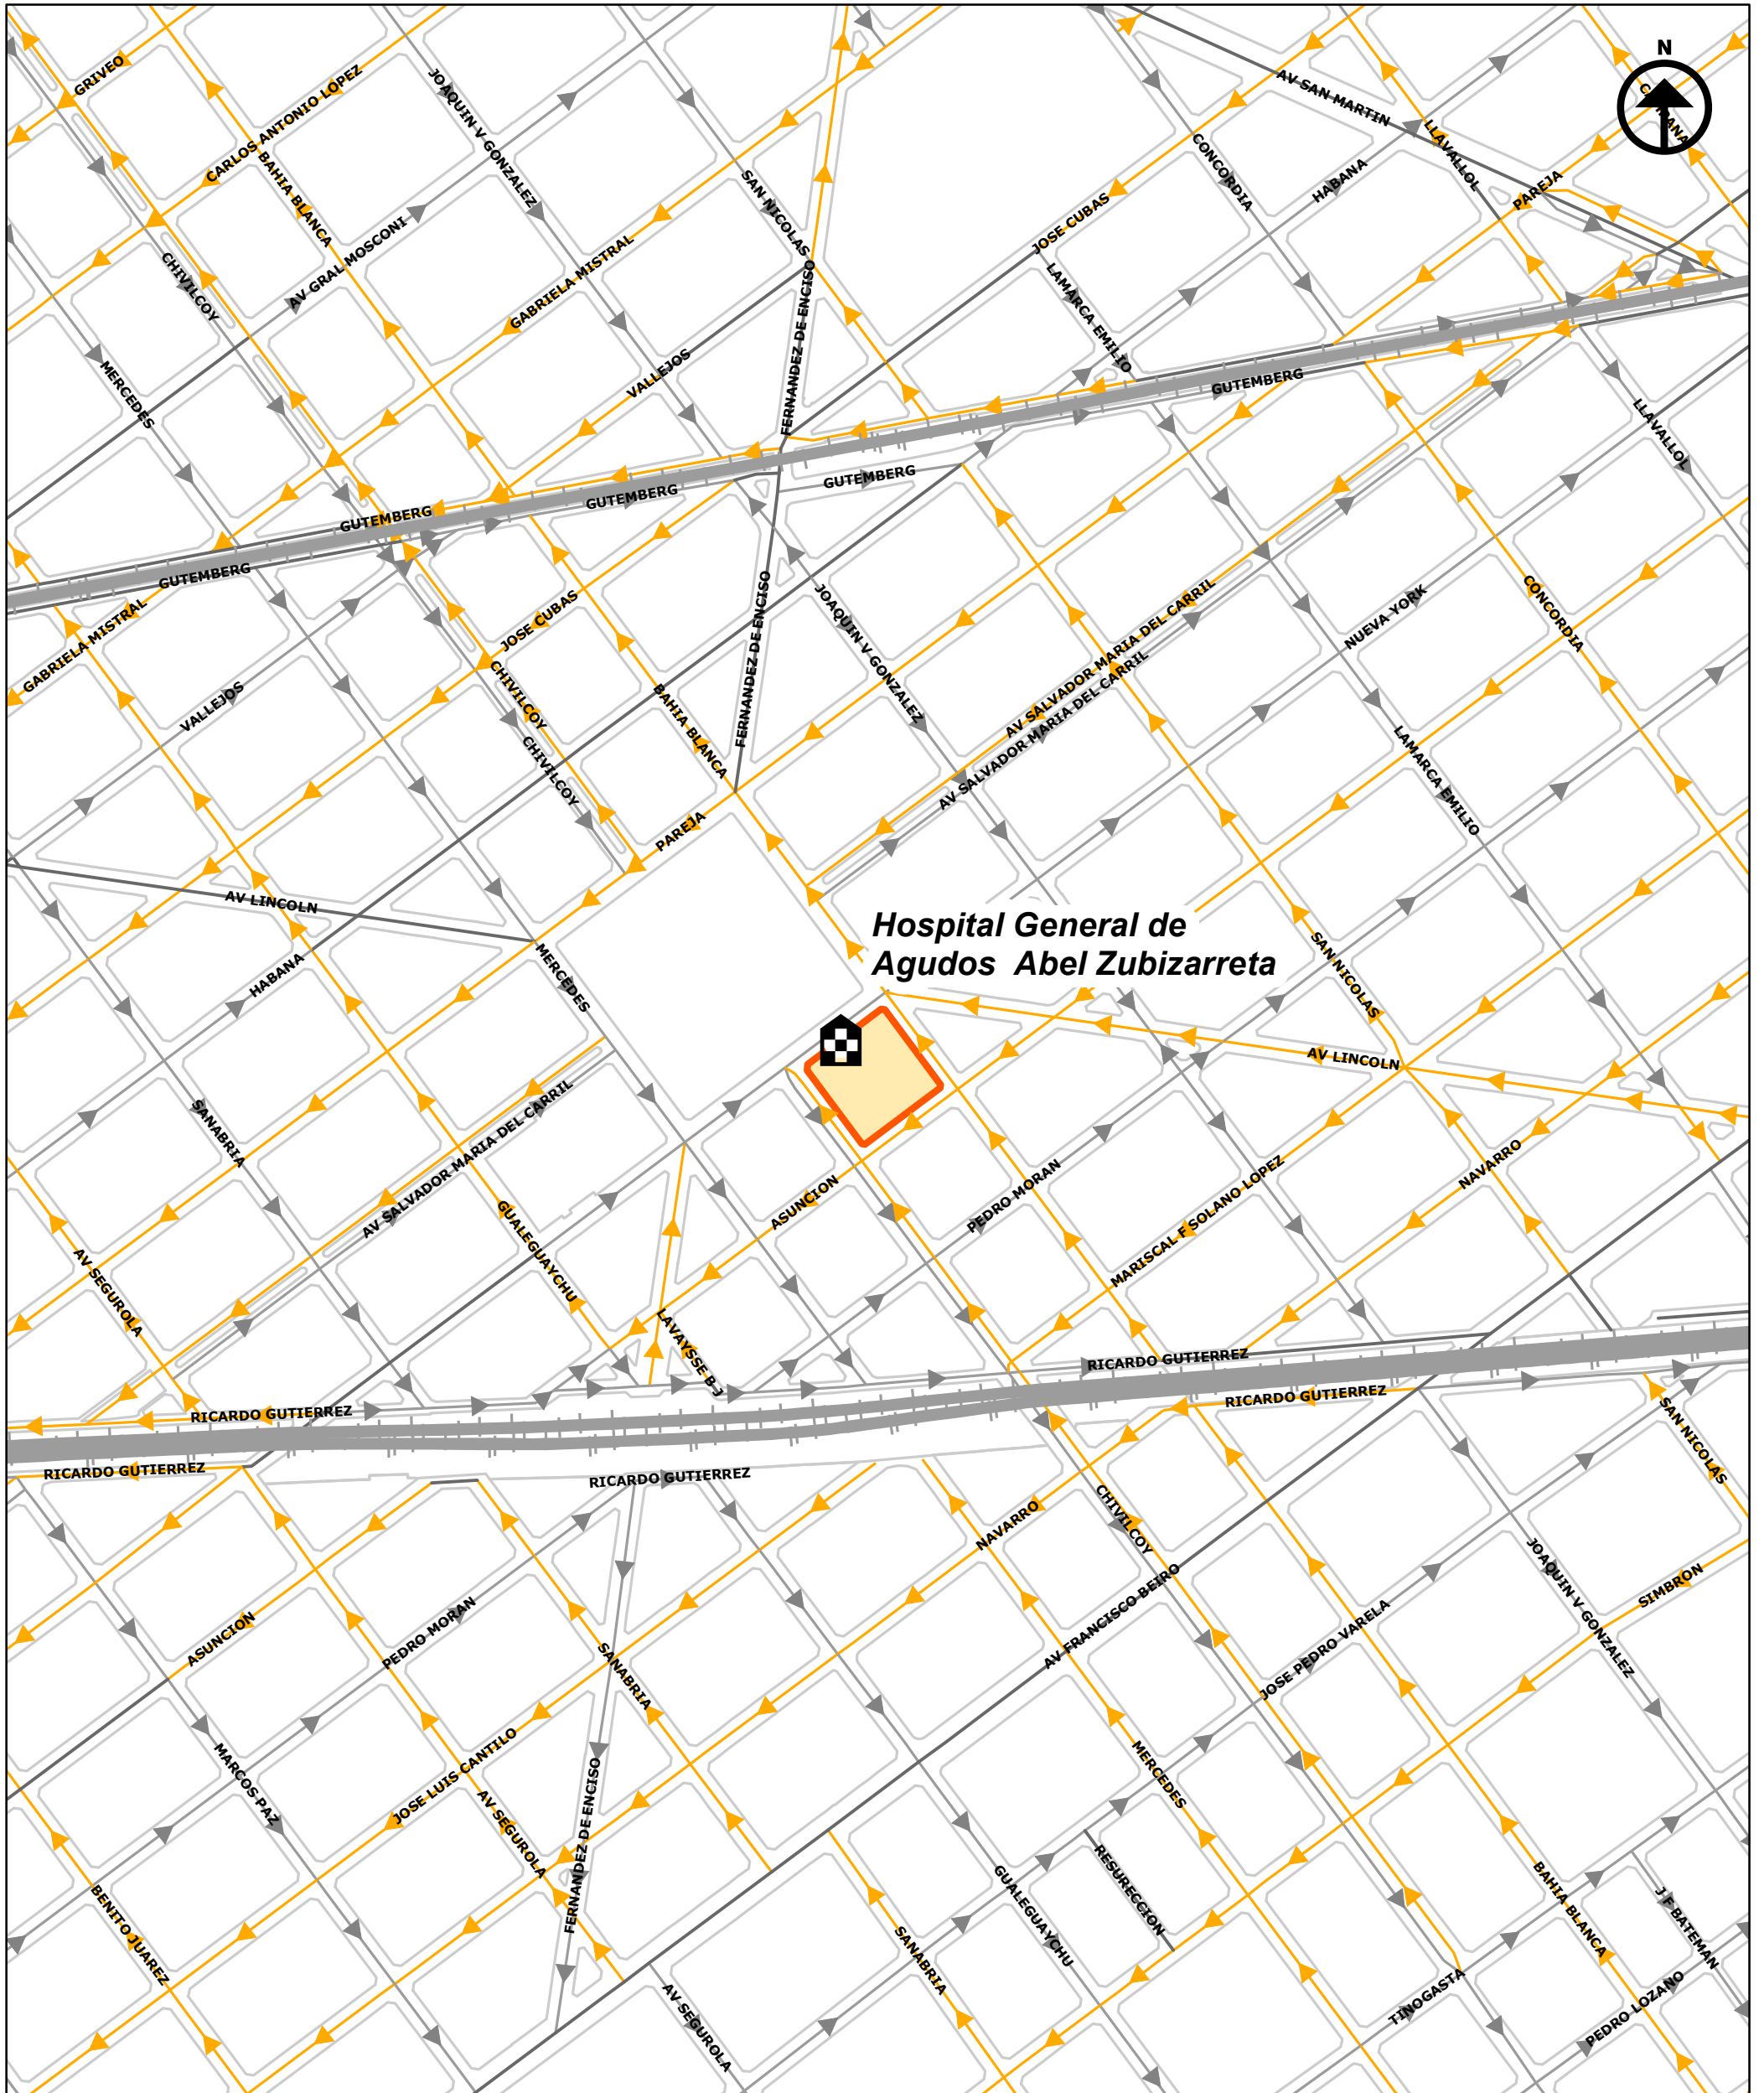 N
GRIVEO
CARLOS ANTONIO LOPEZ
BAHIA BLANCA
JOAQUIN V GONZALEZ
SAN NICOLAS
AV SAN MARTIN
CONCORDIA
HABANA
LLAVALLOL
PAREJA
CHIVILCOY
AV GRAL MOSCONI
GABRIELA MISTRAL
JOSE CUBAS
LAMARCA EMILIO
MERCEDES
VALLEJOS
FERNANDEZ DE ENCISO
GUTEMBERG
GUTEMBERG
GUTEMBERG
GUTEMBERG
GUTEMBERG
LLAVALLOL
GABRIELA MISTRAL
VALLEJOS
JOSE CUBAS
CHIVILCOY
CHIVILCOY
BAHIA BLANCA
FERNANDEZ DE ENCISO
JOAQUIN V GONZALEZ
AV SALVADOR MARIA DEL CARRIL
AV SALVADOR MARIA DEL CARRIL
NUEVA YORK
CONCORDIA
LAMARCA EMILIO
PAREJA
AV LINCOLN
HABANA
MERCEDES
Hospital General de
Agudos Abel Zubizarreta
SAN NICOLAS
AV LINCOLN
SANABRIA
AV SALVADOR MARIA DEL CARRIL
GUALEGUAYCHU
ASUNCION
PEDRO MORAN
MARISCAL F SOLANO LOPEZ
NAVARRO
AV SEGUROLA
LAVAYSSE B J
RICARDO GUTIERREZ
RICARDO GUTIERREZ
RICARDO GUTIERREZ
RICARDO GUTIERREZ
RICARDO GUTIERREZ
SAN NICOLAS
CHIVILCOY
NAVARRO
AV FRANCISCO BEIRO
JOSE PEDRO VARELA
JOAQUIN V GONZALEZ
SIMBRON
ASUNCION
PEDRO MORAN
SANABRIA
MARCOS PAZ
JOSE LUIS CANTILO
AV SEGUROLA
FERNANDEZ DE ENCISO
MERCEDES
BENITO JUAREZ
RESURECCION
GUALEGUAYCHU
SANABRIA
AV SEGUROLA
BAHIA BLANCA
J F BATEMAN
TINOGASTA
PEDRO LOZANO